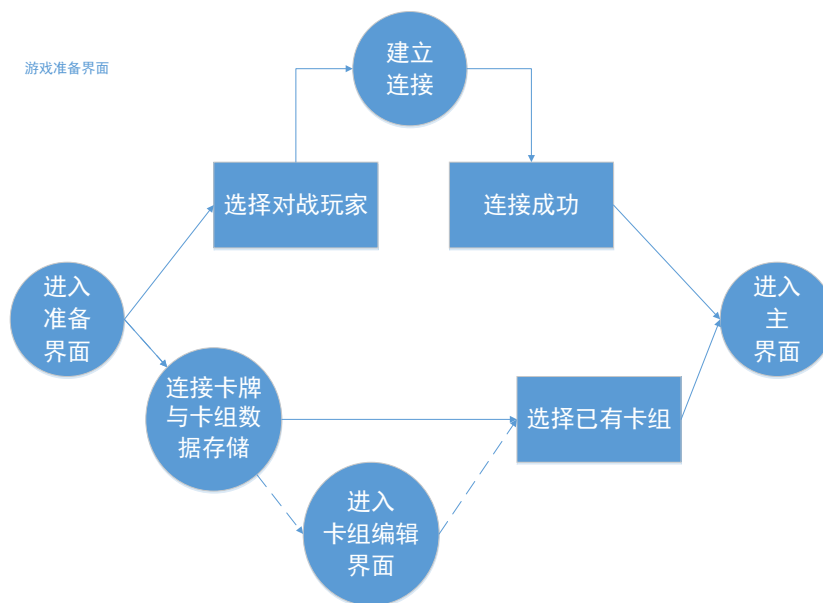 游戏准备界面
建立
连接
选择对战玩家
连接成功
进入
准备
界面
进入
主
界面
连接卡牌
与卡组数
据存储
选择已有卡组
进入
卡组编辑
界面